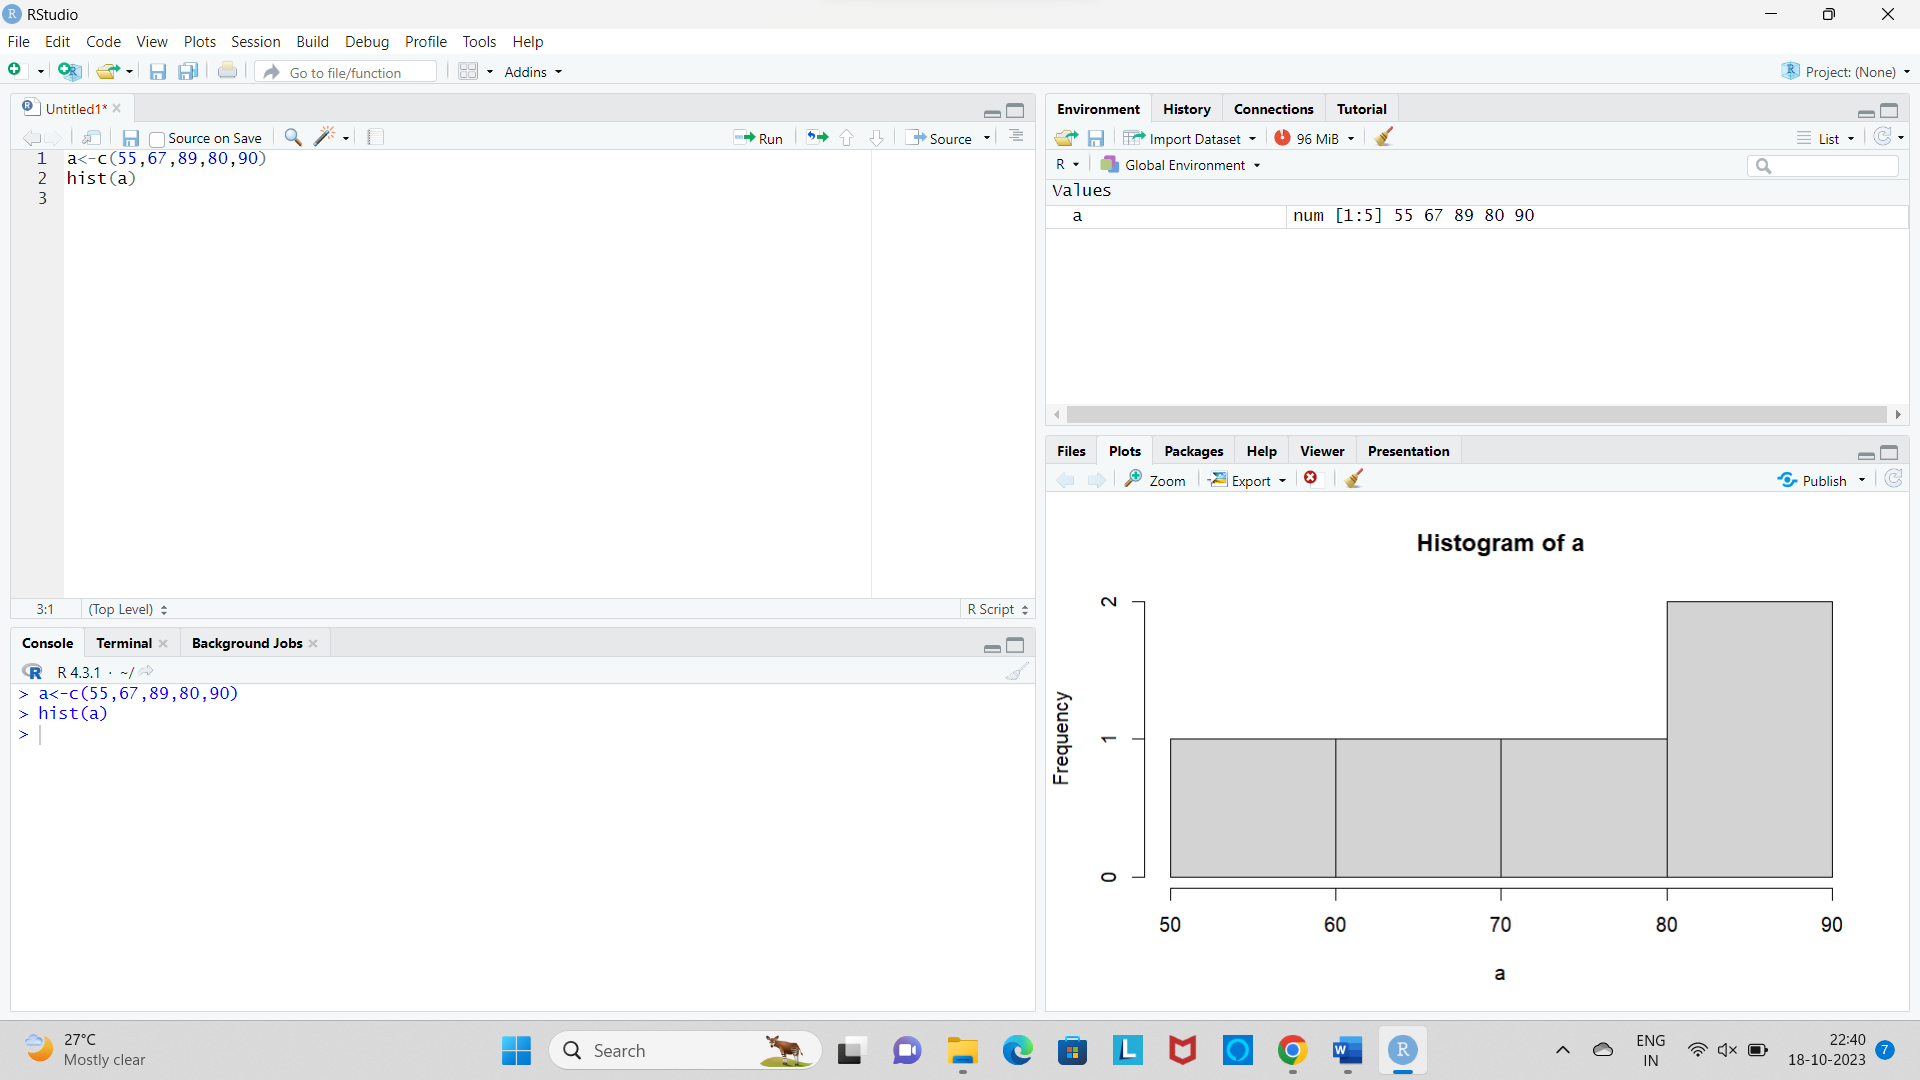 RStudio
File Edit Code View Plots Session Build Debug Profile Tools Help
Go to file/function Addins Project: (None)
Untitled1*
Source on Save Run Source
1 a<-c(55,67,89,80,90)
2 hist(a)
3
3:1 (Top Level) R Script
Console Terminal Background Jobs
R 4.3.1 · ~/
> a<-c(55,67,89,80,90)
> hist(a)
>
Environment History Connections Tutorial
Import Dataset 96 MiB List
R Global Environment
Values
a num [1:5] 55 67 89 80 90
Files Plots Packages Help Viewer Presentation
Zoom Export Publish
Histogram of a
Frequency
2
1
0
50 60 70 80 90
a
27°C
Mostly clear
Search
ENG
IN
22:40
18-10-2023
7